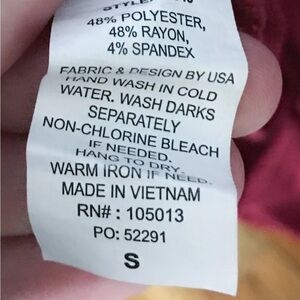 48% POLYESTER,
48% RAYON,
4% SPANDEX
FABRIC & DESIGN BY USA
HAND WASH IN COLD
WATER. WASH DARKS
SEPARATELY
NON-CHLORINE BLEACH
IF NEEDED.
HANG TO DRY.
WARM IRON IF NEED.
MADE IN VIETNAM
RN# : 105013
PO: 52291
S